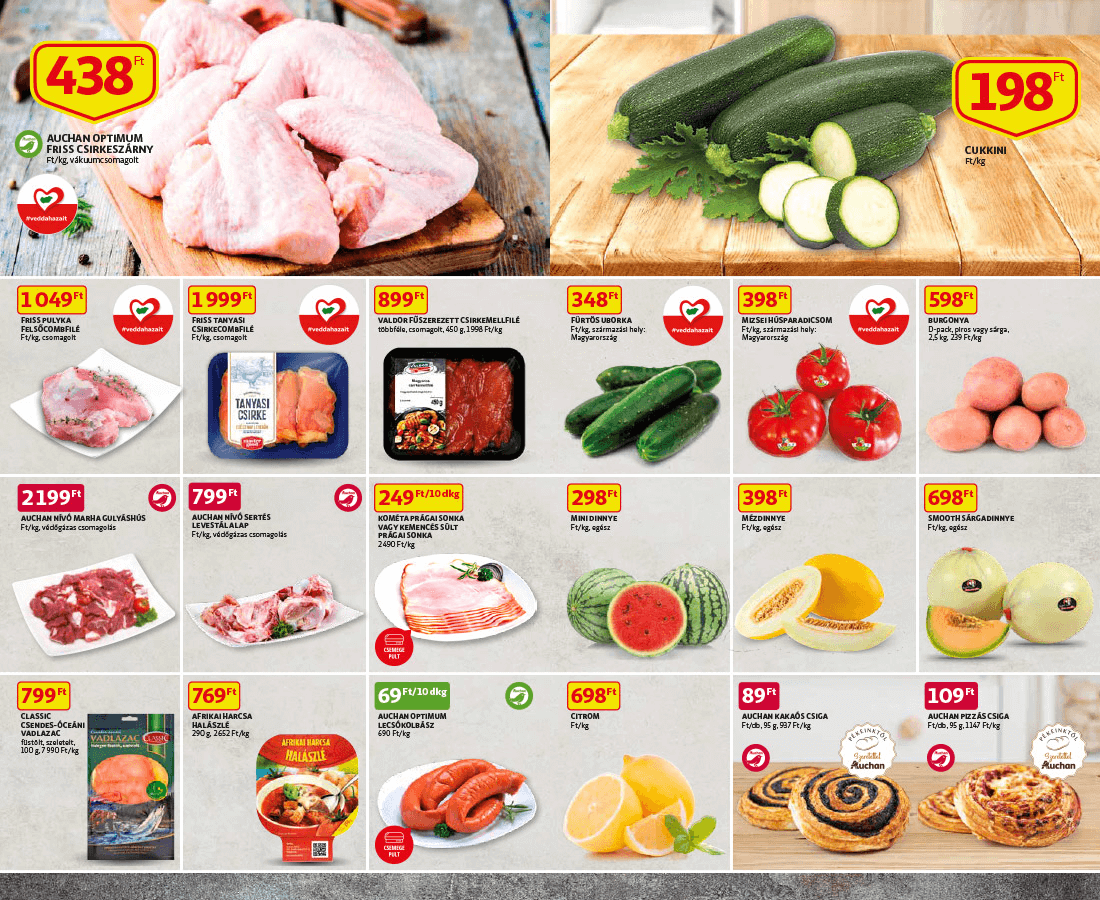 438 Ft
AUCHAN OPTIMUM
FRISS CSIRKESZÁRNY
Ft/kg, vákuumcsomagolt
#veddahazait
198 Ft
CUKKINI
Ft/kg
1 049 Ft
FRISS PULYKA
FELSŐCOMBFILÉ
Ft/kg, csomagolt
#veddahazait
1 999 Ft
FRISS TANYASI
CSIRKECOMBFILÉ
Ft/kg, csomagolt
#veddahazait
TANYASI
CSIRKE
899 Ft
VALDOR FŰSZEREZETT CSIRKEMELLFILÉ
többféle, csomagolt, 450 g, 1998 Ft/kg
450 g
348 Ft
FÜRTÖS UBORKA
Ft/kg, származási hely:
Magyarország
#veddahazait
398 Ft
MIZSEI HÚSPARADICSOM
Ft/kg, származási hely:
Magyarország
#veddahazait
598 Ft
BURGONYA
D-pack, piros vagy sárga,
2,5 kg, 239 Ft/kg
2 199 Ft
AUCHAN NÍVÓ MARHA GULYÁSHÚS
Ft/kg, védőgázas csomagolás
799 Ft
AUCHAN NÍVÓ SERTÉS
LEVESTÁL ALAP
Ft/kg, védőgázas csomagolás
249 Ft/10 dkg
KOMÉTA PRÁGAI SONKA
VAGY KEMENCÉS SÜLT
PRÁGAI SONKA
2490 Ft/kg
CSEMEGE
PULT
298 Ft
MINI DINNYE
Ft/kg, egész
398 Ft
MÉZDINNYE
Ft/kg, egész
698 Ft
SMOOTH SÁRGADINNYE
Ft/kg, egész
799 Ft
CLASSIC
CSENDES-ÓCEÁNI
VADLAZAC
füstölt, szeletelt,
100 g, 7 990 Ft/kg
VADLAZAC
CLASSIC
769 Ft
AFRIKAI HARCSA
HALÁSZLÉ
290 g, 2652 Ft/kg
AFRIKAI HARCSA
HALÁSZLÉ
69 Ft/10 dkg
AUCHAN OPTIMUM
LECSÓKOLBÁSZ
690 Ft/kg
CSEMEGE
PULT
698 Ft
CITROM
Ft/kg
89 Ft
AUCHAN KAKAÓS CSIGA
Ft/db, 95 g, 937 Ft/kg
PÉKEINKTŐL
Szeretettel
Auchan
109 Ft
AUCHAN PIZZÁS CSIGA
Ft/db, 95 g, 1147 Ft/kg
PÉKEINKTŐL
Szeretettel
Auchan